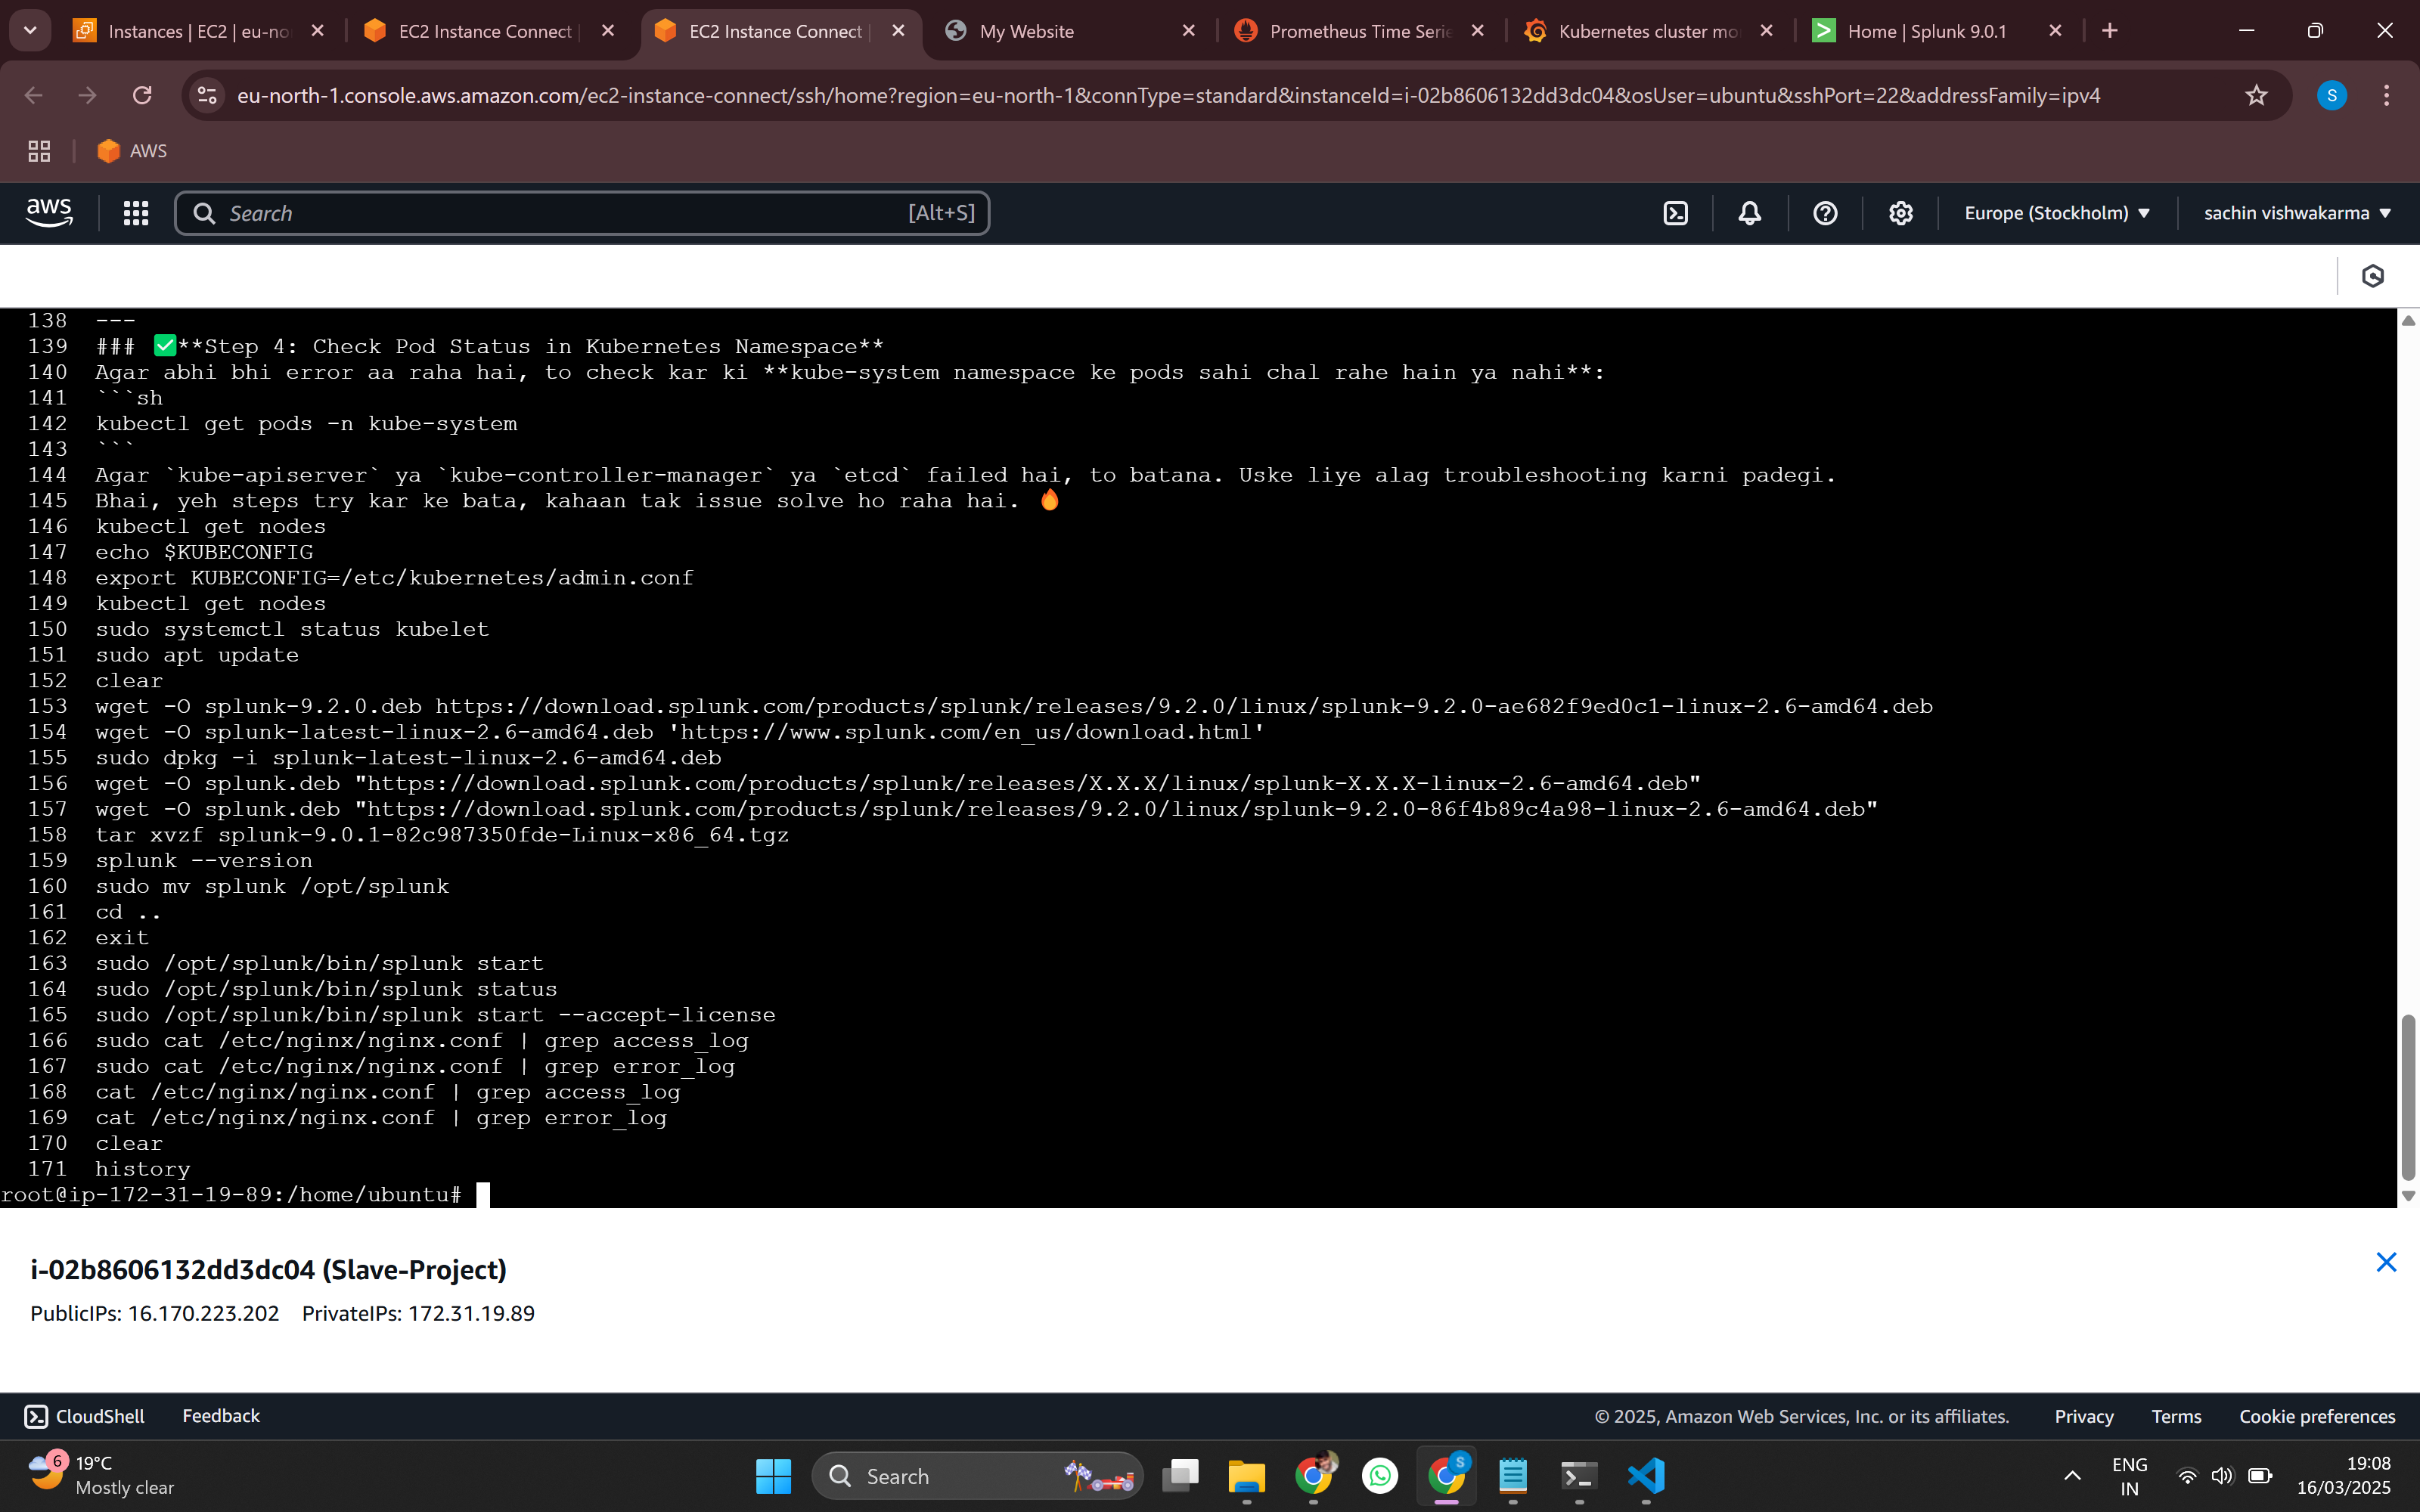 Instances | EC2 | eu-no
EC2 Instance Connect |
EC2 Instance Connect |
My Website
Prometheus Time Serie
Kubernetes cluster mo
Home | Splunk 9.0.1
eu-north-1.console.aws.amazon.com/ec2-instance-connect/ssh/home?region=eu-north-1&connType=standard&instanceId=i-02b8606132dd3dc04&osUser=ubuntu&sshPort=22&addressFamily=ipv4
S
AWS
aws
Search
[Alt+S]
Europe (Stockholm)
sachin vishwakarma
138 ---
139 ### ✅**Step 4: Check Pod Status in Kubernetes Namespace**
140 Agar abhi bhi error aa raha hai, to check kar ki **kube-system namespace ke pods sahi chal rahe hain ya nahi**:
141 ```sh
142 kubectl get pods -n kube-system
143 ```
144 Agar `kube-apiserver` ya `kube-controller-manager` ya `etcd` failed hai, to batana. Uske liye alag troubleshooting karni padegi.
145 Bhai, yeh steps try kar ke bata, kahaan tak issue solve ho raha hai. 🔥
146 kubectl get nodes
147 echo $KUBECONFIG
148 export KUBECONFIG=/etc/kubernetes/admin.conf
149 kubectl get nodes
150 sudo systemctl status kubelet
151 sudo apt update
152 clear
153 wget -O splunk-9.2.0.deb https://download.splunk.com/products/splunk/releases/9.2.0/linux/splunk-9.2.0-ae682f9ed0c1-linux-2.6-amd64.deb
154 wget -O splunk-latest-linux-2.6-amd64.deb 'https://www.splunk.com/en_us/download.html'
155 sudo dpkg -i splunk-latest-linux-2.6-amd64.deb
156 wget -O splunk.deb "https://download.splunk.com/products/splunk/releases/X.X.X/linux/splunk-X.X.X-linux-2.6-amd64.deb"
157 wget -O splunk.deb "https://download.splunk.com/products/splunk/releases/9.2.0/linux/splunk-9.2.0-86f4b89c4a98-linux-2.6-amd64.deb"
158 tar xvzf splunk-9.0.1-82c987350fde-Linux-x86_64.tgz
159 splunk --version
160 sudo mv splunk /opt/splunk
161 cd ..
162 exit
163 sudo /opt/splunk/bin/splunk start
164 sudo /opt/splunk/bin/splunk status
165 sudo /opt/splunk/bin/splunk start --accept-license
166 sudo cat /etc/nginx/nginx.conf | grep access_log
167 sudo cat /etc/nginx/nginx.conf | grep error_log
168 cat /etc/nginx/nginx.conf | grep access_log
169 cat /etc/nginx/nginx.conf | grep error_log
170 clear
171 history
root@ip-172-31-19-89:/home/ubuntu#
i-02b8606132dd3dc04 (Slave-Project)
PublicIPs: 16.170.223.202 PrivateIPs: 172.31.19.89
CloudShell
Feedback
© 2025, Amazon Web Services, Inc. or its affiliates.
Privacy
Terms
Cookie preferences
6
19°C
Mostly clear
Search
S
ENG
IN
19:08
16/03/2025